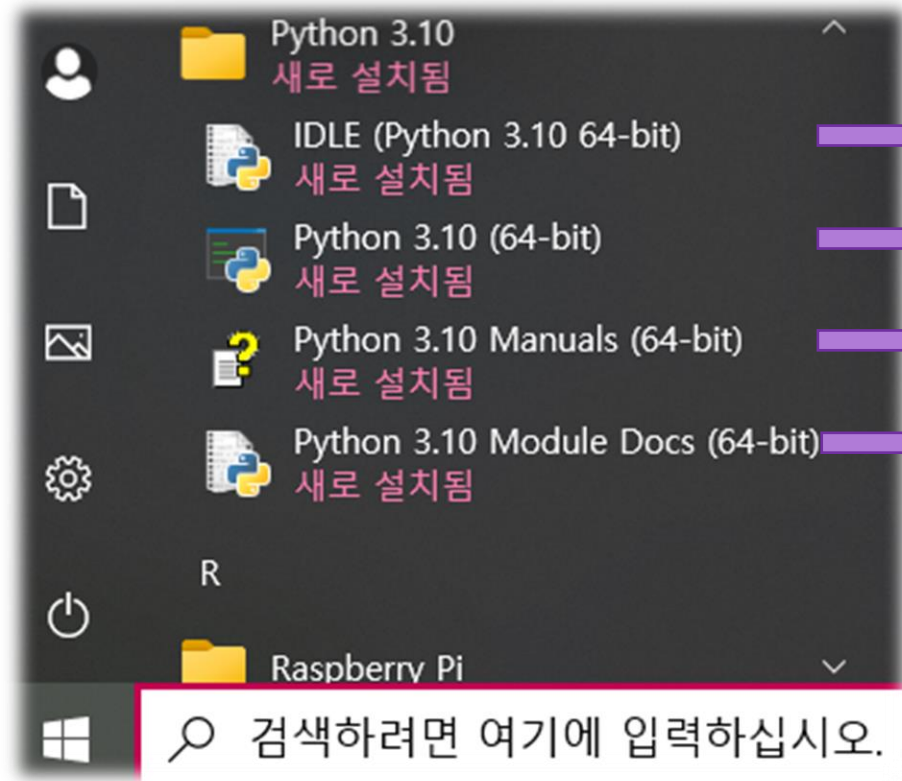 Python 3.10
새로 설치됨
IDLE (Python 3.10 64-bit)
새로 설치됨
Python 3.10 (64-bit)
새로 설치됨
Python 3.10 Manuals (64-bit)
새로 설치됨
Python 3.10 Module Docs (64-bit)
새로 설치됨
R
Raspberry Pi
검색하려면 여기에 입력하십시오.